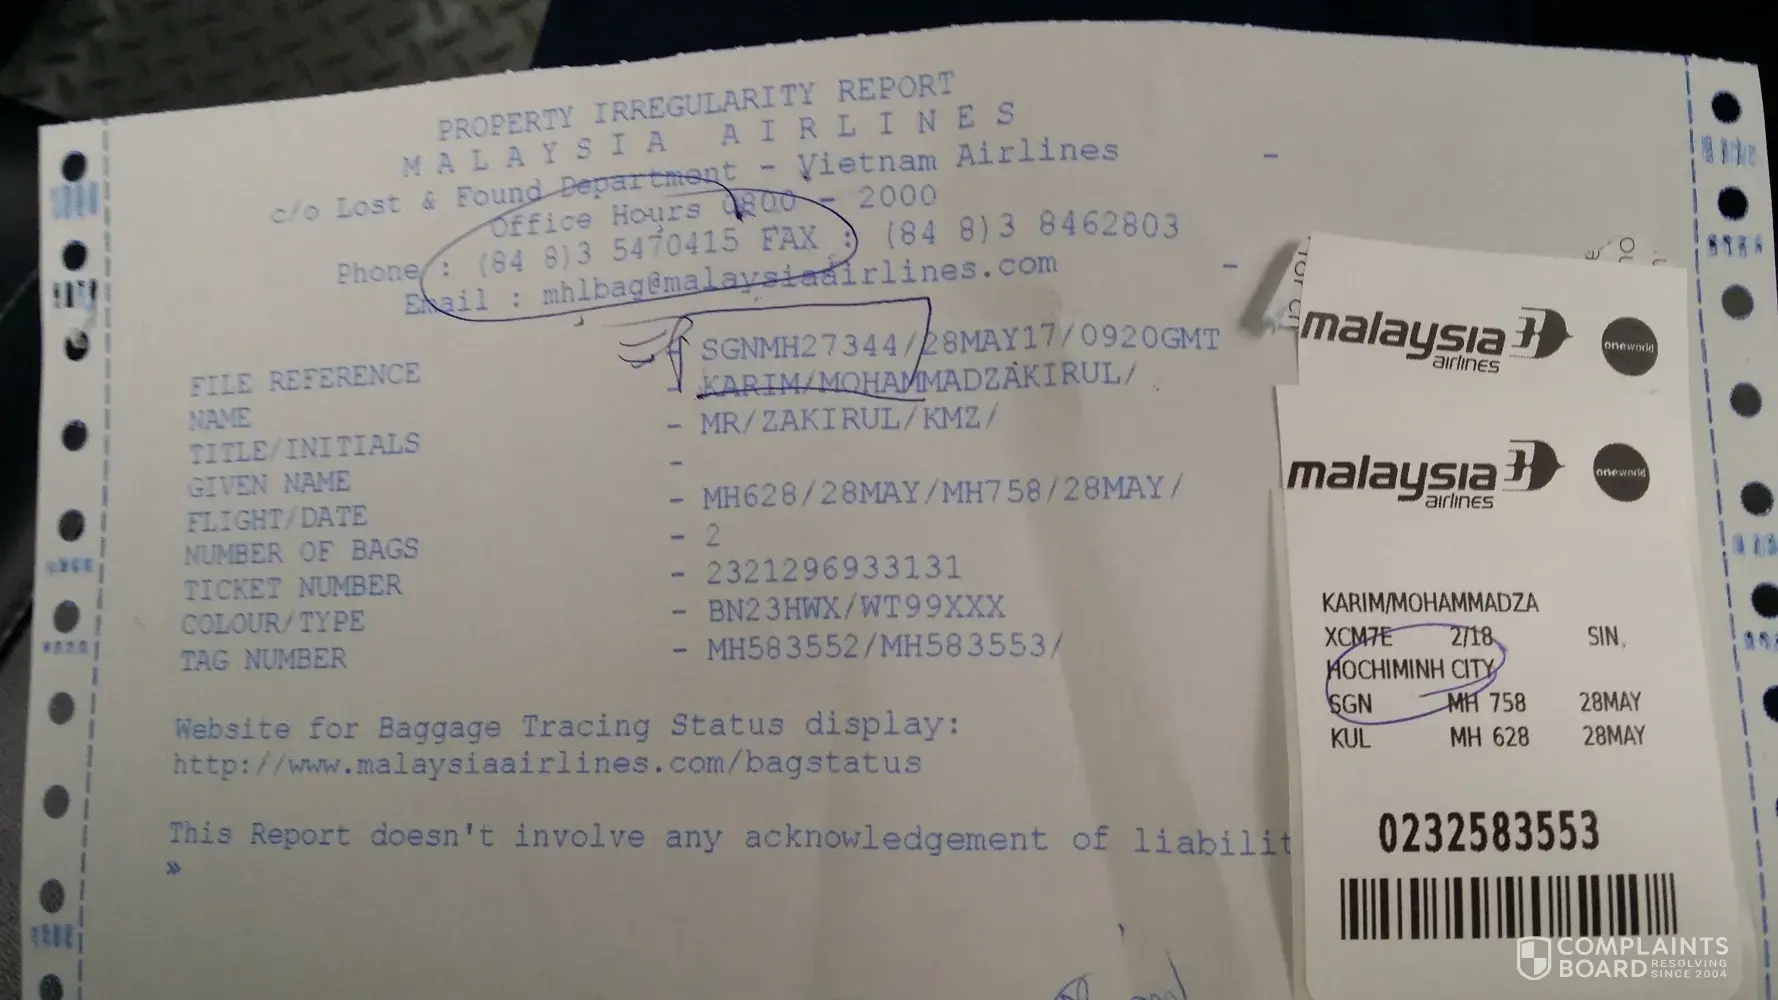 PROPERTY IRREGULARITY REPORT
M A L A Y S I A   A I R L I N E S
c/o Lost & Found Department - Vietnam Airlines -
Office Hours 0800 - 2000
Phone : (84 8)3 5470415 FAX : (84 8)3 8462803
Email : mhlbag@malaysiaairlines.com -
FILE REFERENCE - SGNMH27344/28MAY17/0920GMT
NAME - KARIM/MOHAMMADZAKIRUL/
TITLE/INITIALS - MR/ZAKIRUL/KMZ/
GIVEN NAME -
FLIGHT/DATE - MH628/28MAY/MH758/28MAY/
NUMBER OF BAGS - 2
TICKET NUMBER - 2321296933131
COLOUR/TYPE - BN23HWX/WT99XXX
TAG NUMBER - MH583552/MH583553/
Website for Baggage Tracing Status display:
http://www.malaysiaairlines.com/bagstatus
This Report doesn't involve any acknowledgement of liabilit
»
malaysia airlines oneworld
malaysia airlines oneworld
KARIM/MOHAMMADZA
XCM7E 2/18 SIN.
HOCHIMINH CITY
SGN MH 758 28MAY
KUL MH 628 28MAY
0232583553
COMPLAINTS
BOARD RESOLVING SINCE 2004